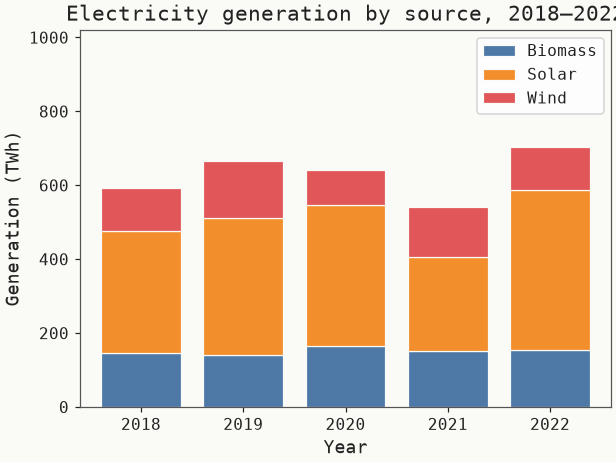 Electricity generation by source, 2018–2022
Generation (TWh)
1000
800
600
400
200
0
Biomass
Solar
Wind
2018 2019 2020 2021 2022
Year